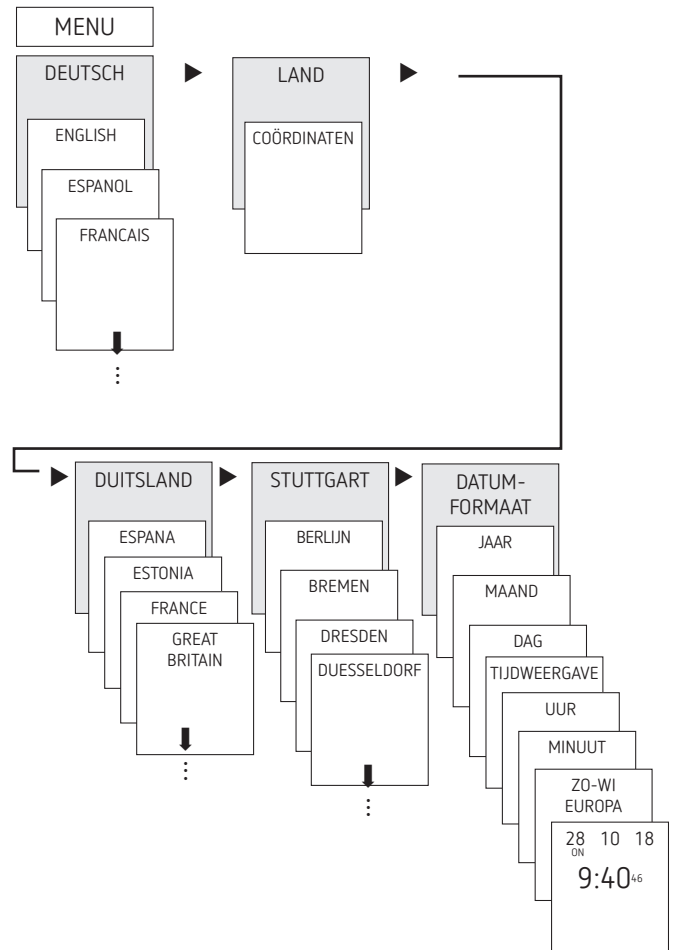 MENU
DEUTSCH
ENGLISH
ESPANOL
FRANCAIS
LAND
COÖRDINATEN
DUITSLAND
ESPANA
ESTONIA
FRANCE
GREAT
BRITAIN
STUTTGART
BERLIJN
BREMEN
DRESDEN
DUESSELDORF
DATUM-
FORMAAT
JAAR
MAAND
DAG
TIJDWEERGAVE
UUR
MINUUT
ZO-WI
EUROPA
28 10 18
ON
9:40 46